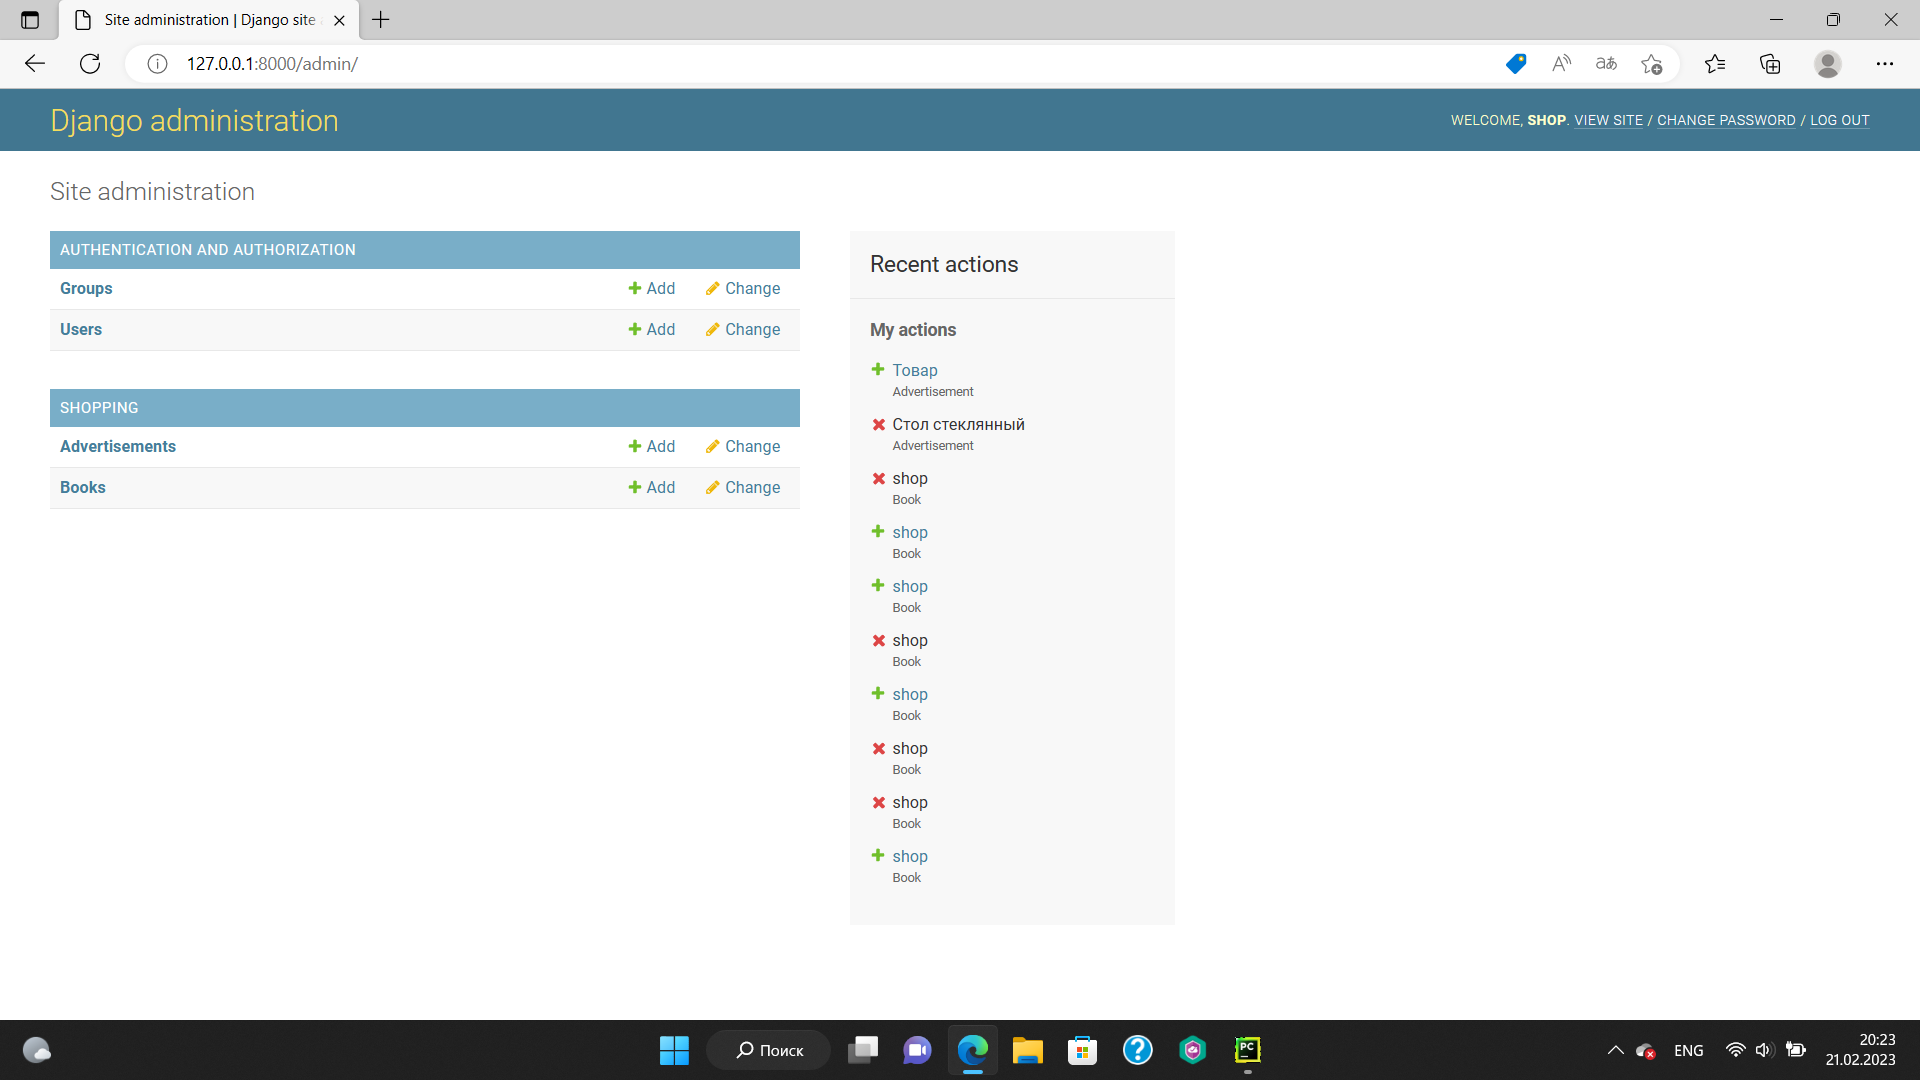 Site administration | Django site
127.0.0.1:8000/admin/
Django administration
WELCOME, SHOP. VIEW SITE / CHANGE PASSWORD / LOG OUT
Site administration
AUTHENTICATION AND AUTHORIZATION
Groups Add Change
Users Add Change
SHOPPING
Advertisements Add Change
Books Add Change
Recent actions
My actions
Товар
Advertisement
Стол стеклянный
Advertisement
shop
Book
shop
Book
shop
Book
shop
Book
shop
Book
shop
Book
shop
Book
shop
Book
Поиск
PC
ENG
20:23
21.02.2023